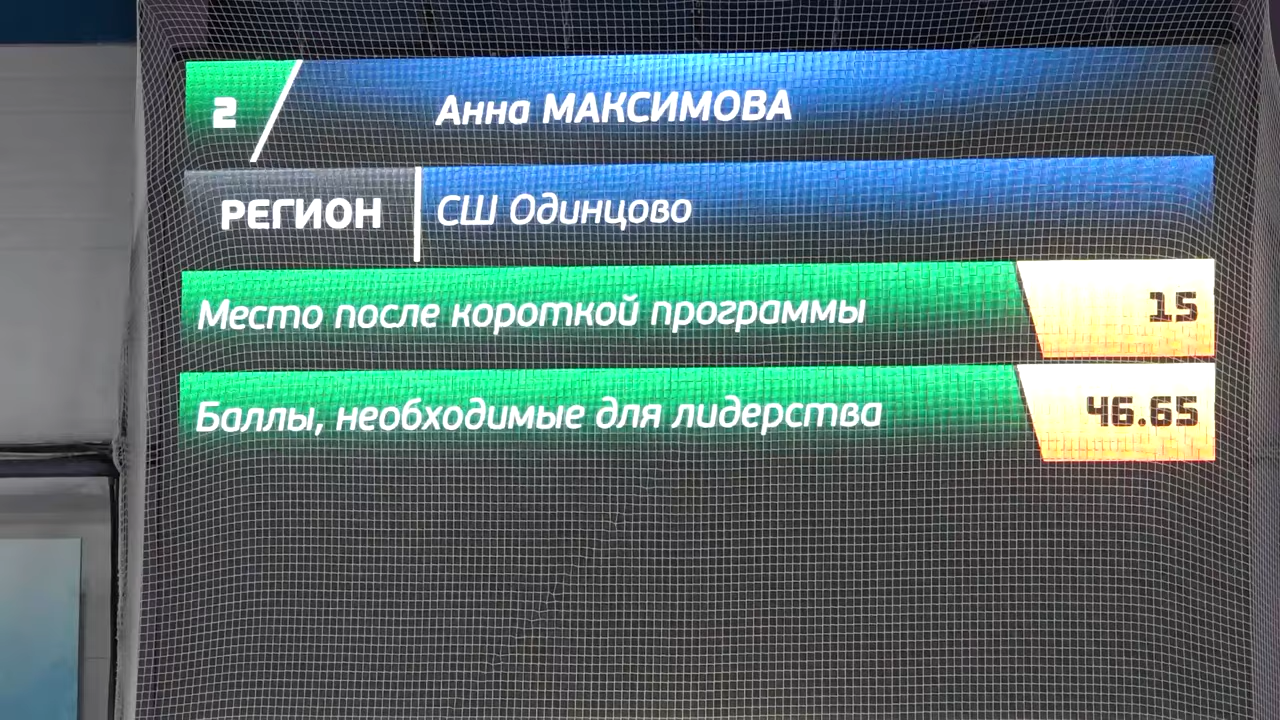 2 Анна МАКСИМОВА
РЕГИОН СШ Одинцово
Место после короткой программы 15
Баллы, необходимые для лидерства 46.65